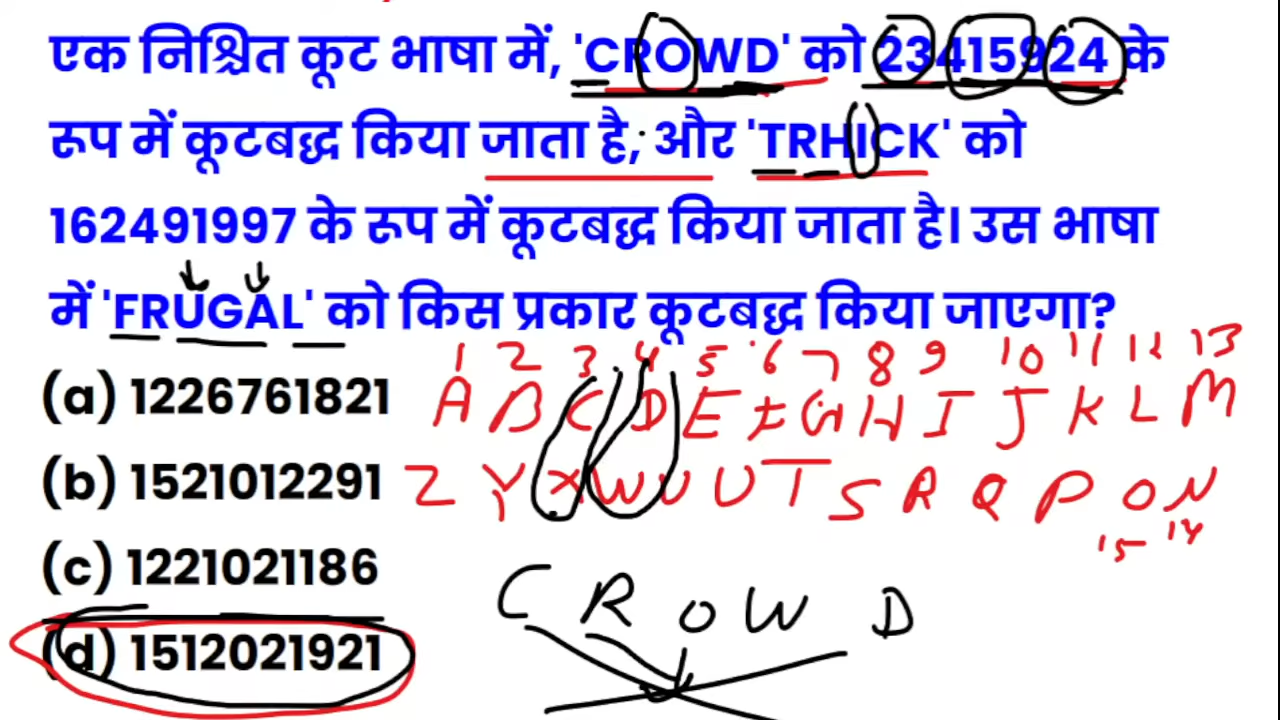 एक निश्चित कूट भाषा में, 'CROWD' को 23415924 के
रूप में कूटबद्ध किया जाता है; और 'TRHICK' को
162491997 के रूप में कूटबद्ध किया जाता है। उस भाषा
में 'FRUGAL' को किस प्रकार कूटबद्ध किया जाएगा?
(a) 1226761821
(b) 1521012291
(c) 1221021186
(d) 1512021921
1 2 3 4 5 6 7 8 9 10 11 12 13
A B C D E F G H I J K L M
Z Y X W V U T S R Q P O N
15 14
C R O W D